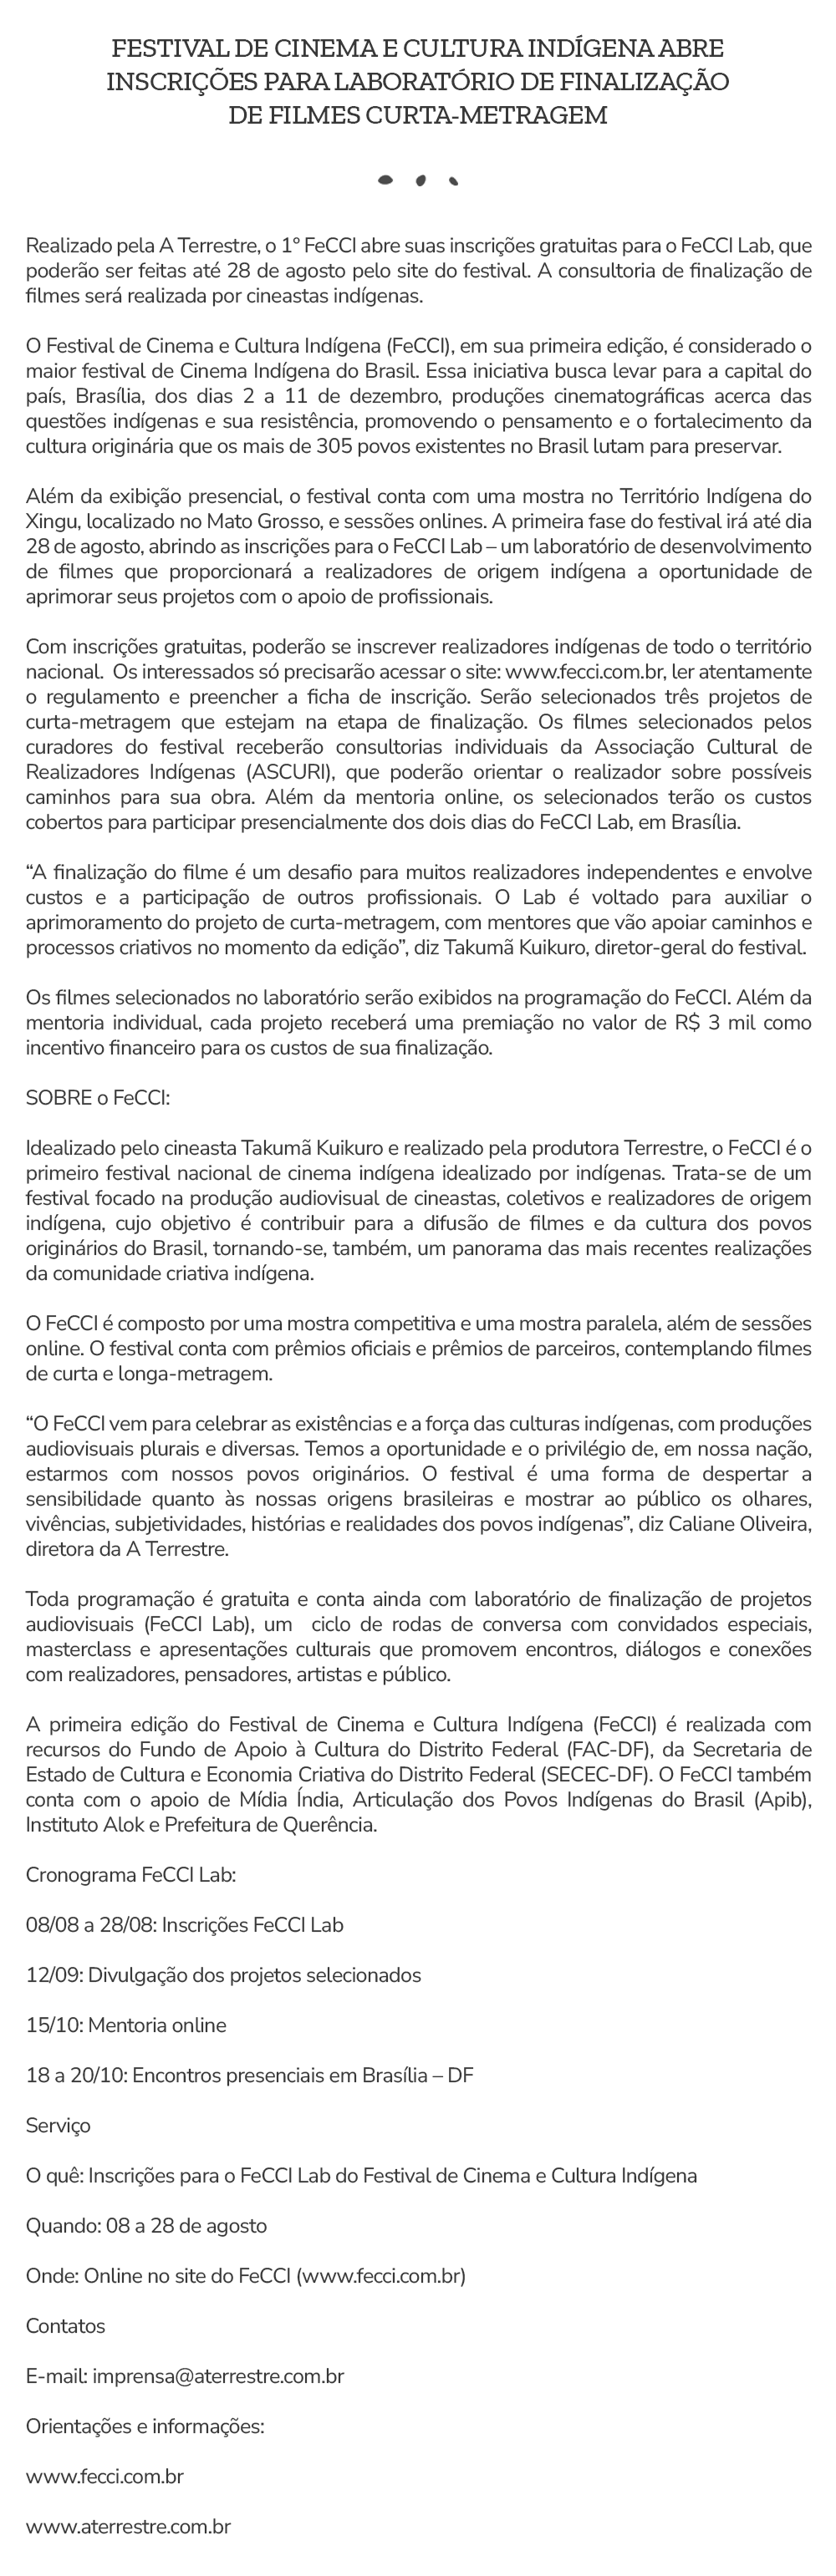 FESTIVAL DE CINEMA E CULTURA INDÍGENA ABRE
INSCRIÇÕES PARA LABORATÓRIO DE FINALIZAÇÃO
DE FILMES CURTA-METRAGEM
Realizado pela A Terrestre, o 1º FeCCI abre suas inscrições gratuitas para o FeCCI Lab, que
poderão ser feitas até 28 de agosto pelo site do festival. A consultoria de finalização de
filmes será realizada por cineastas indígenas.
O Festival de Cinema e Cultura Indígena (FeCCI), em sua primeira edição, é considerado o
maior festival de Cinema Indígena do Brasil. Essa iniciativa busca levar para a capital do
país, Brasília, dos dias 2 a 11 de dezembro, produções cinematográficas acerca das
questões indígenas e sua resistência, promovendo o pensamento e o fortalecimento da
cultura originária que os mais de 305 povos existentes no Brasil lutam para preservar.
Além da exibição presencial, o festival conta com uma mostra no Território Indígena do
Xingu, localizado no Mato Grosso, e sessões onlines. A primeira fase do festival irá até dia
28 de agosto, abrindo as inscrições para o FeCCI Lab – um laboratório de desenvolvimento
de filmes que proporcionará a realizadores de origem indígena a oportunidade de
aprimorar seus projetos com o apoio de profissionais.
Com inscrições gratuitas, poderão se inscrever realizadores indígenas de todo o território
nacional. Os interessados só precisarão acessar o site: www.fecci.com.br, ler atentamente
o regulamento e preencher a ficha de inscrição. Serão selecionados três projetos de
curta-metragem que estejam na etapa de finalização. Os filmes selecionados pelos
curadores do festival receberão consultorias individuais da Associação Cultural de
Realizadores Indígenas (ASCURI), que poderão orientar o realizador sobre possíveis
caminhos para sua obra. Além da mentoria online, os selecionados terão os custos
cobertos para participar presencialmente dos dois dias do FeCCI Lab, em Brasília.
“A finalização do filme é um desafio para muitos realizadores independentes e envolve
custos e a participação de outros profissionais. O Lab é voltado para auxiliar o
aprimoramento do projeto de curta-metragem, com mentores que vão apoiar caminhos e
processos criativos no momento da edição”, diz Takumã Kuikuro, diretor-geral do festival.
Os filmes selecionados no laboratório serão exibidos na programação do FeCCI. Além da
mentoria individual, cada projeto receberá uma premiação no valor de R$ 3 mil como
incentivo financeiro para os custos de sua finalização.
SOBRE o FeCCI:
Idealizado pelo cineasta Takumã Kuikuro e realizado pela produtora Terrestre, o FeCCI é o
primeiro festival nacional de cinema indígena idealizado por indígenas. Trata-se de um
festival focado na produção audiovisual de cineastas, coletivos e realizadores de origem
indígena, cujo objetivo é contribuir para a difusão de filmes e da cultura dos povos
originários do Brasil, tornando-se, também, um panorama das mais recentes realizações
da comunidade criativa indígena.
O FeCCI é composto por uma mostra competitiva e uma mostra paralela, além de sessões
online. O festival conta com prêmios oficiais e prêmios de parceiros, contemplando filmes
de curta e longa-metragem.
“O FeCCI vem para celebrar as existências e a força das culturas indígenas, com produções
audiovisuais plurais e diversas. Temos a oportunidade e o privilégio de, em nossa nação,
estarmos com nossos povos originários. O festival é uma forma de despertar a
sensibilidade quanto às nossas origens brasileiras e mostrar ao público os olhares,
vivências, subjetividades, histórias e realidades dos povos indígenas”, diz Caliane Oliveira,
diretora da A Terrestre.
Toda programação é gratuita e conta ainda com laboratório de finalização de projetos
audiovisuais (FeCCI Lab), um ciclo de rodas de conversa com convidados especiais,
masterclass e apresentações culturais que promovem encontros, diálogos e conexões
com realizadores, pensadores, artistas e público.
A primeira edição do Festival de Cinema e Cultura Indígena (FeCCI) é realizada com
recursos do Fundo de Apoio à Cultura do Distrito Federal (FAC-DF), da Secretaria de
Estado de Cultura e Economia Criativa do Distrito Federal (SECEC-DF). O FeCCI também
conta com o apoio de Mídia Índia, Articulação dos Povos Indígenas do Brasil (Apib),
Instituto Alok e Prefeitura de Querência.
Cronograma FeCCI Lab:
08/08 a 28/08: Inscrições FeCCI Lab
12/09: Divulgação dos projetos selecionados
15/10: Mentoria online
18 a 20/10: Encontros presenciais em Brasília – DF
Serviço
O quê: Inscrições para o FeCCI Lab do Festival de Cinema e Cultura Indígena
Quando: 08 a 28 de agosto
Onde: Online no site do FeCCI (www.fecci.com.br)
Contatos
E-mail: imprensa@aterrestre.com.br
Orientações e informações:
www.fecci.com.br
www.aterrestre.com.br